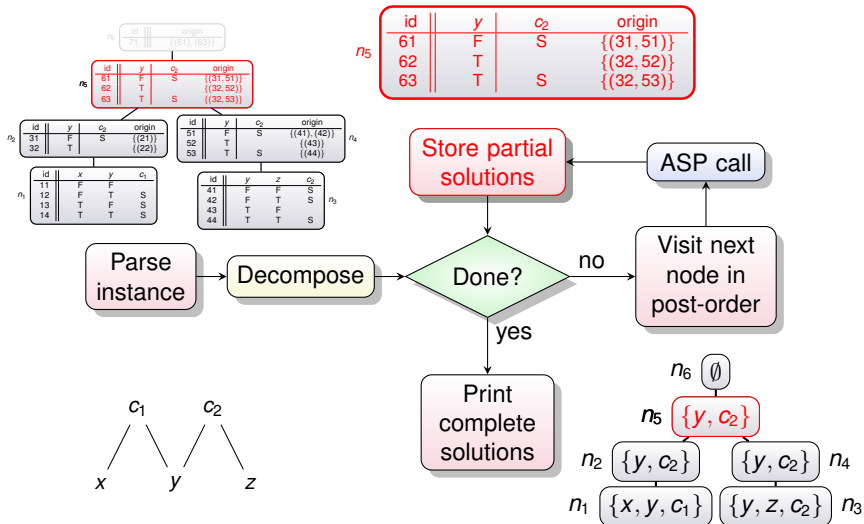 n6
id
71 {(61), (63)}
n5
id y c2 origin
61 F S {(31,51)}
62 T {(32,52)}
63 T S {(32,53)}
n2
id y c2 origin
31 F S {(21)}
32 T {(22)}
id y c2 origin
51 F S {(41), (42)}
52 T {(43)}
53 T S {(44)}
n4
n1
id x y c1
11 F F
12 F T S
13 T F S
14 T T S
id y z c2
41 F F S
42 F T S
43 T F
44 T T S
n3
n5
id y c2 origin
61 F S {(31, 51)}
62 T {(32, 52)}
63 T S {(32, 53)}
Store partial
solutions
ASP call
Parse
instance
Decompose
Done?
no
Visit next
node in
post-order
yes
Print
complete
solutions
c1 c2
x y z
n6 ∅
n5 {y, c2}
n2 {y, c2} {y, c2} n4
n1 {x, y, c1} {y, z, c2} n3